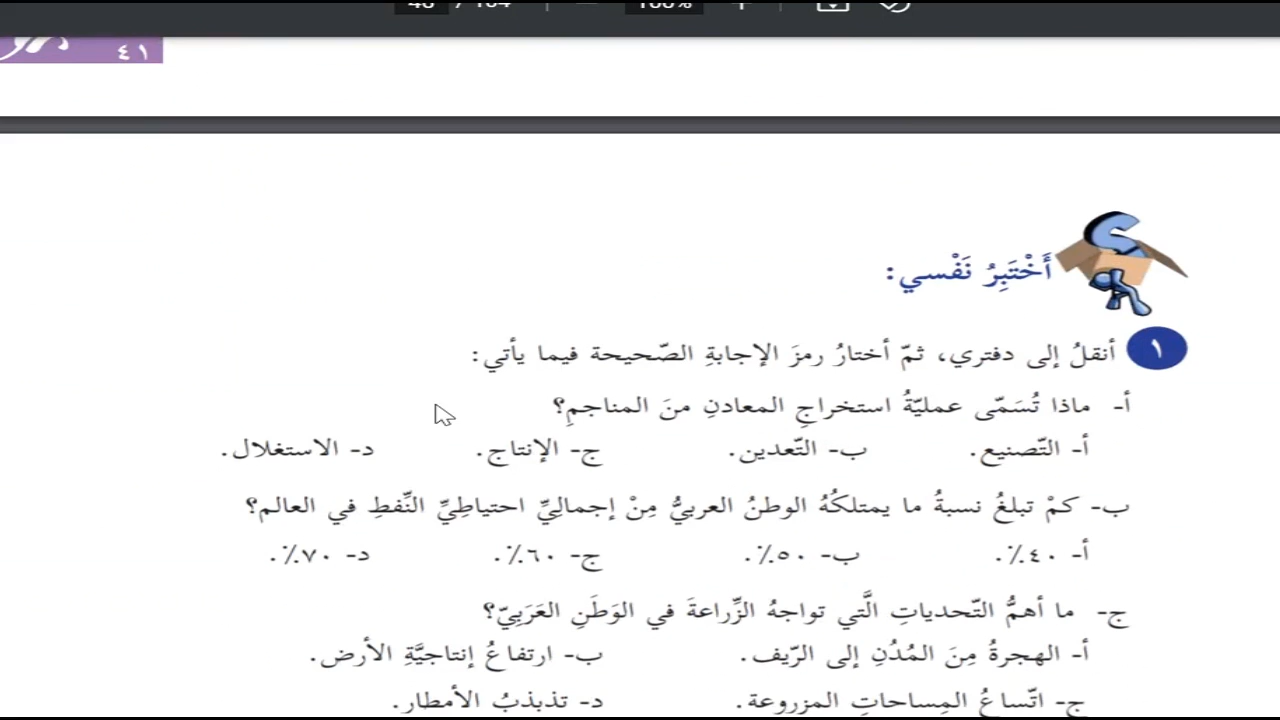 ٤١
أَخْتَبِرُ نَفْسي:
١ أنقلُ إلى دفتري، ثمّ أختارُ رمزَ الإجابةِ الصّحيحة فيما يأتي:
أ- ماذا تُسَمّى عمليّةُ استخراجِ المعادنِ منَ المناجمِ؟
أ- التّصنيع. ب- التّعدين. ج- الإنتاج. د- الاستغلال.
ب- كمْ تبلغُ نسبةُ ما يمتلكُهُ الوطنُ العربيُّ مِنْ إجماليِّ احتياطِيِّ النِّفطِ في العالم؟
أ- ٤٠٪. ب- ٥٠٪. ج- ٦٠٪. د- ٧٠٪.
ج- ما أهمُّ التّحدياتِ الَّتي تواجهُ الزِّراعةَ في الوَطَنِ العَرَبِيّ؟
أ- الهجرةُ مِنَ المُدُنِ إلى الرّيف. ب- ارتفاعُ إنتاجيَّةِ الأرض.
ج- اتّساعُ المِساحاتِ المزروعة. د- تذبذبُ الأمطار.